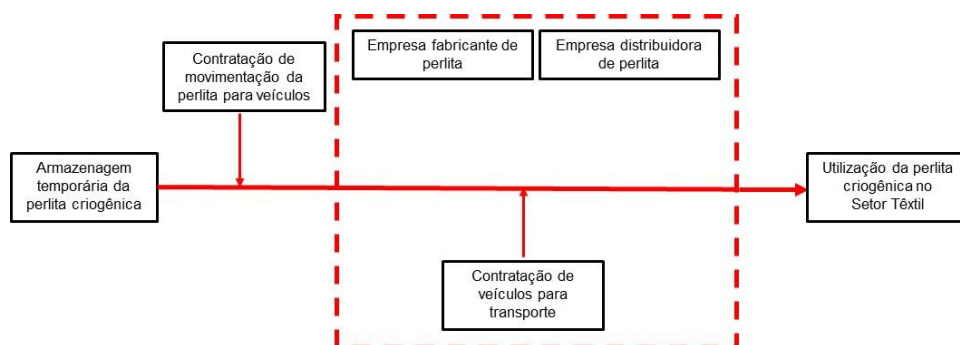 Contratação de
movimentação da
perlita para veículos
Empresa fabricante de
perlita
Empresa distribuidora
de perlita
Armazenagem
temporária da
perlita criogênica
Utilização da perlita
criogênica no
Setor Têxtil
Contratação de
veículos para
transporte